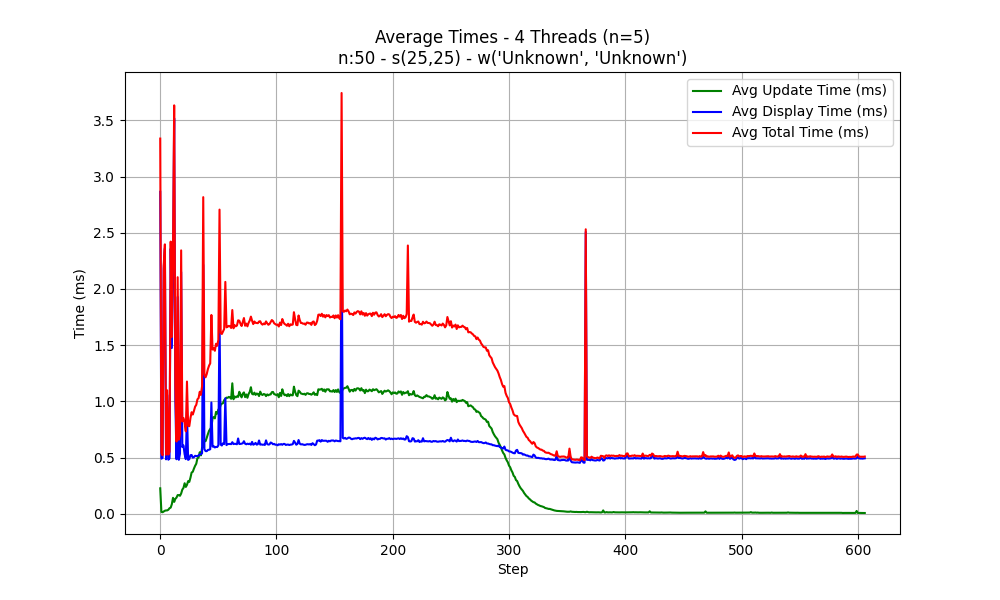 Average Times - 4 Threads (n=5)
n:50 - s(25,25) - w('Unknown', 'Unknown')
Avg Update Time (ms)
Avg Display Time (ms)
Avg Total Time (ms)
Time (ms)
3.5
3.0
2.5
2.0
1.5
1.0
0.5
0.0
0 100 200 300 400 500 600
Step